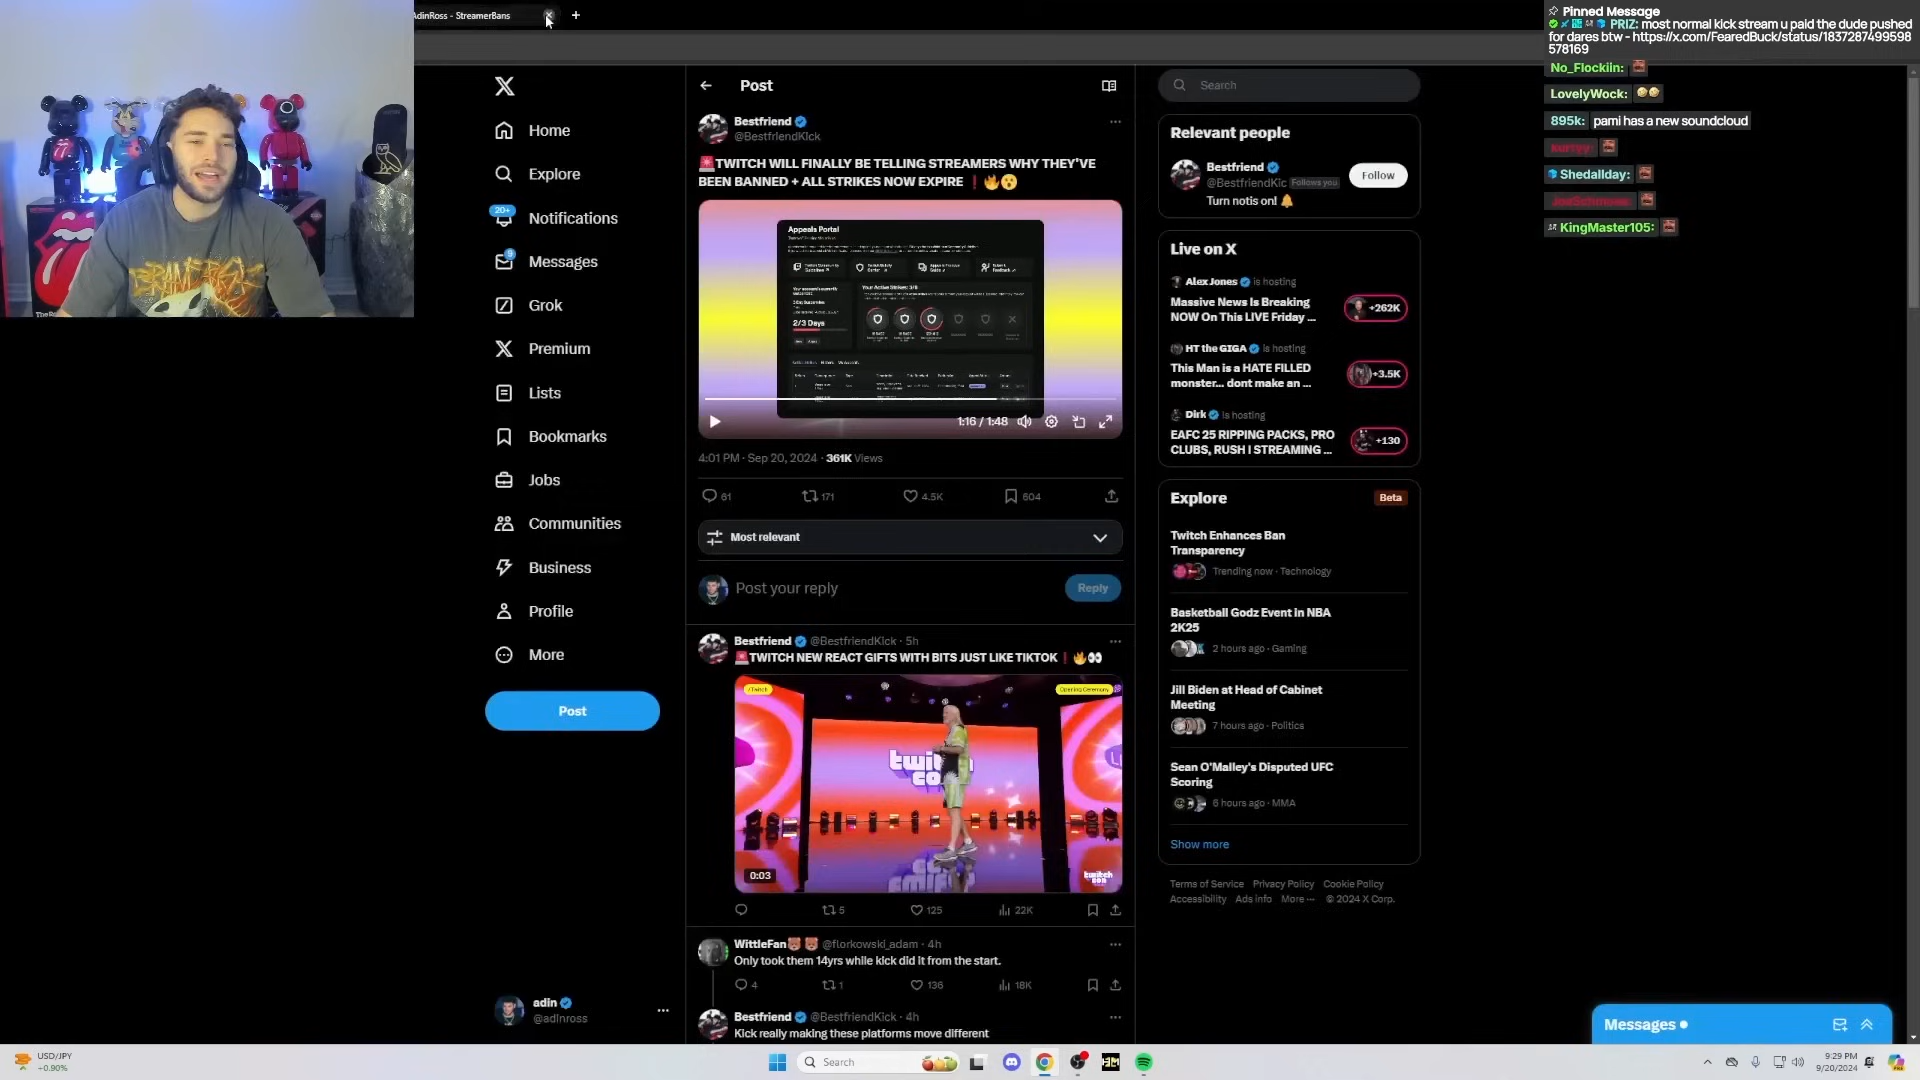 AdinRoss - StreamerBans
Pinned Message
PRIZ: most normal kick stream u paid the dude pushed
for dares btw - https://x.com/FearedBuck/status/1837287499598
578169
No_Flockiin:
LovelyWock:
895k: pami has a new soundcloud
Shedallday:
KingMaster105:
Home
Explore
Notifications
20+
Messages
9
Grok
Premium
Lists
Bookmarks
Jobs
Communities
Business
Profile
More
Post
adin
@adinross
Post
Bestfriend
@BestfriendKick
🚨TWITCH WILL FINALLY BE TELLING STREAMERS WHY THEY'VE
BEEN BANNED + ALL STRIKES NOW EXPIRE ❗🔥😮
Appeals Portal
2/3 Days
1:16 / 1:48
4:01 PM · Sep 20, 2024 · 361K Views
61 171 4.5K 604
Most relevant
Post your reply
Reply
Bestfriend @BestfriendKick · 5h
🚨TWITCH NEW REACT GIFTS WITH BITS JUST LIKE TIKTOK❗🔥👀
/Twitch
Opening Ceremony
0:03
5 125 22K
WittleFan🐻🐻 @florkowski_adam · 4h
Only took them 14yrs while kick did it from the start.
4 1 136 18K
Bestfriend @BestfriendKick · 4h
Kick really making these platforms move different
Search
Relevant people
Bestfriend
@BestfriendKic Follows you
Follow
Turn notis on! 🔔
Live on X
Alex Jones is hosting
Massive News Is Breaking
NOW On This LIVE Friday ...
+262K
HT the GIGA is hosting
This Man is a HATE FILLED
monster... dont make an ...
+3.5K
Dirk is hosting
EAFC 25 RIPPING PACKS, PRO
CLUBS, RUSH I STREAMING ...
+130
Explore
Beta
Twitch Enhances Ban
Transparency
Trending now · Technology
Basketball Godz Event in NBA
2K25
2 hours ago · Gaming
Jill Biden at Head of Cabinet
Meeting
7 hours ago · Politics
Sean O'Malley's Disputed UFC
Scoring
6 hours ago · MMA
Show more
Terms of Service Privacy Policy Cookie Policy
Accessibility Ads info More ··· © 2024 X Corp.
Messages
USD/JPY
+0.90%
Search
9:29 PM
9/20/2024